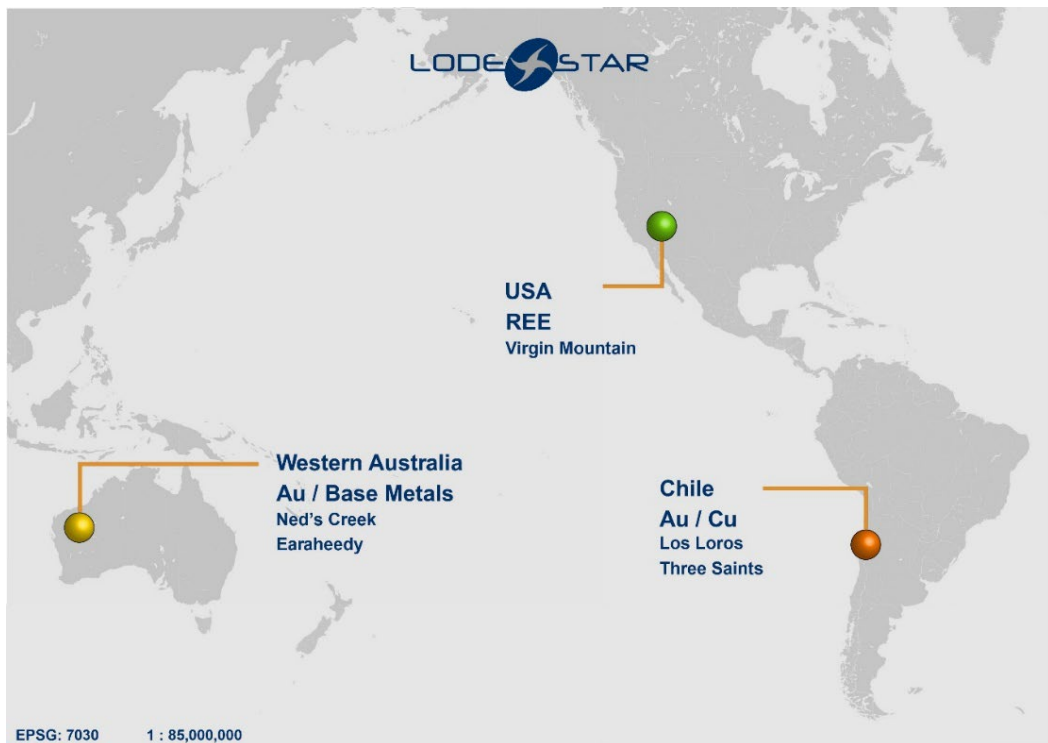 LODESTAR
USA
REE
Virgin Mountain
Western Australia
Au / Base Metals
Ned's Creek
Earaheedy
Chile
Au / Cu
Los Loros
Three Saints
EPSG: 7030 1 : 85,000,000